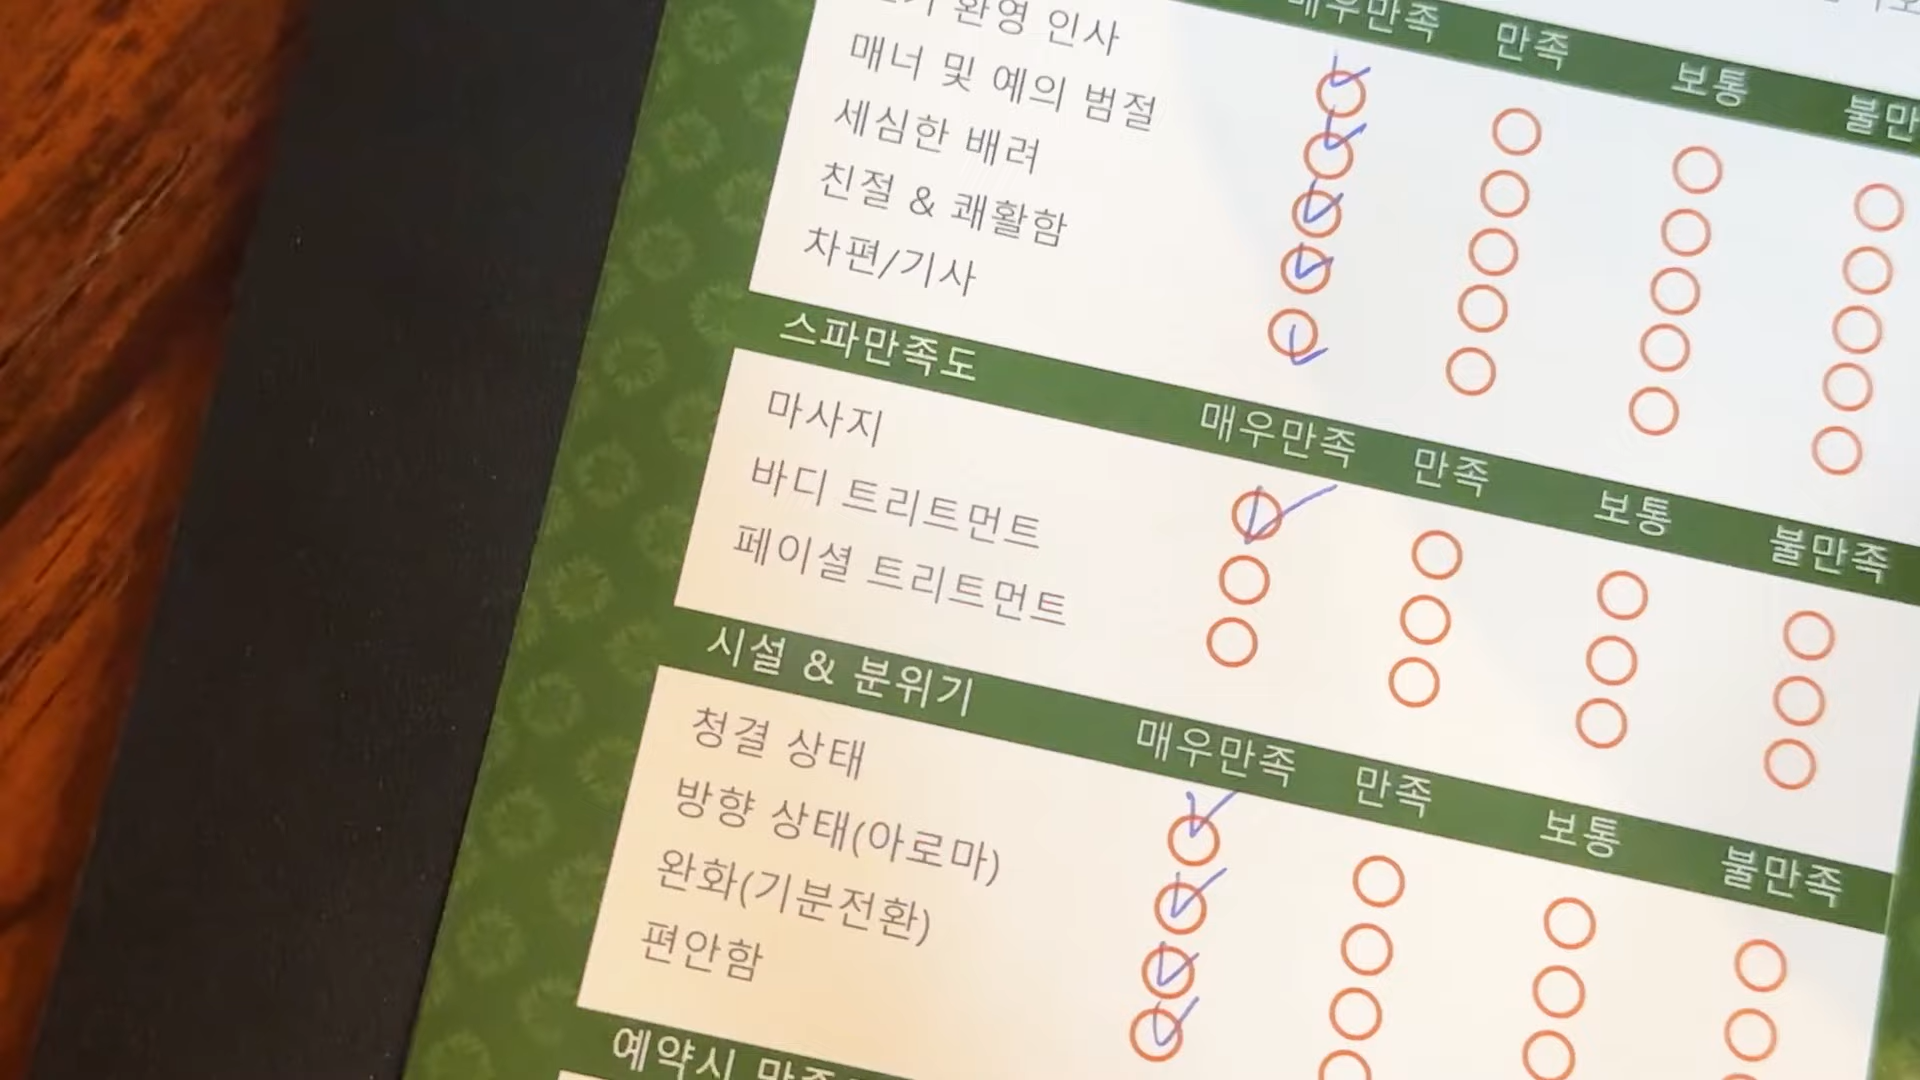 환영 인사
매우만족 만족 보통 불만
매너 및 예의 범절
세심한 배려
친절 & 쾌활함
차편/기사
스파만족도 매우만족 만족 보통 불만족
마사지
바디 트리트먼트
페이셜 트리트먼트
시설 & 분위기 매우만족 만족 보통 불만족
청결 상태
방향 상태(아로마)
완화(기분전환)
편안함
예약시